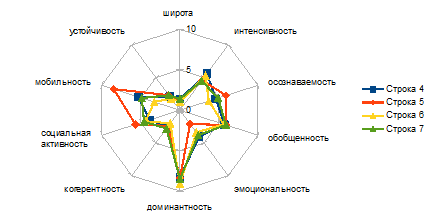 широта
10
устойчивость
интенсивность
5
мобильность
осознаваемость
Строка 4
Строка 5
0
Строка 6
социальная
активность
обобщенность
Строка 7
когерентность
эмоциональность
доминантность